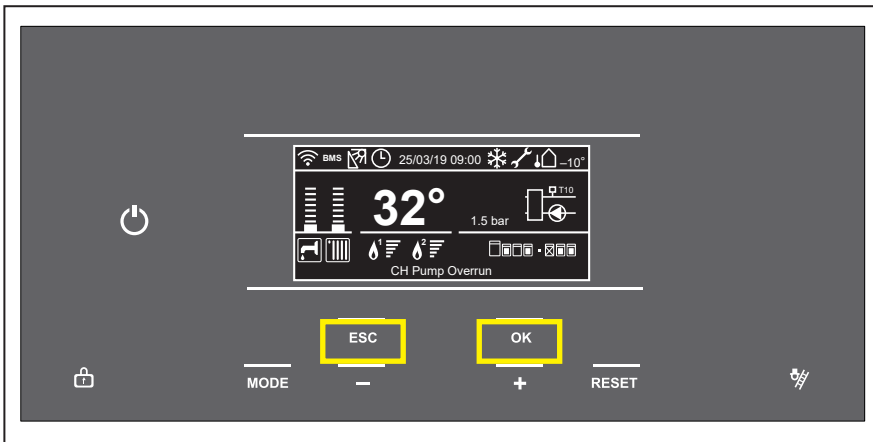 BMS 25/03/19 09:00 –10°
T10
32° 1.5 bar
1 2
CH Pump Overrun
ESC OK
MODE – + RESET